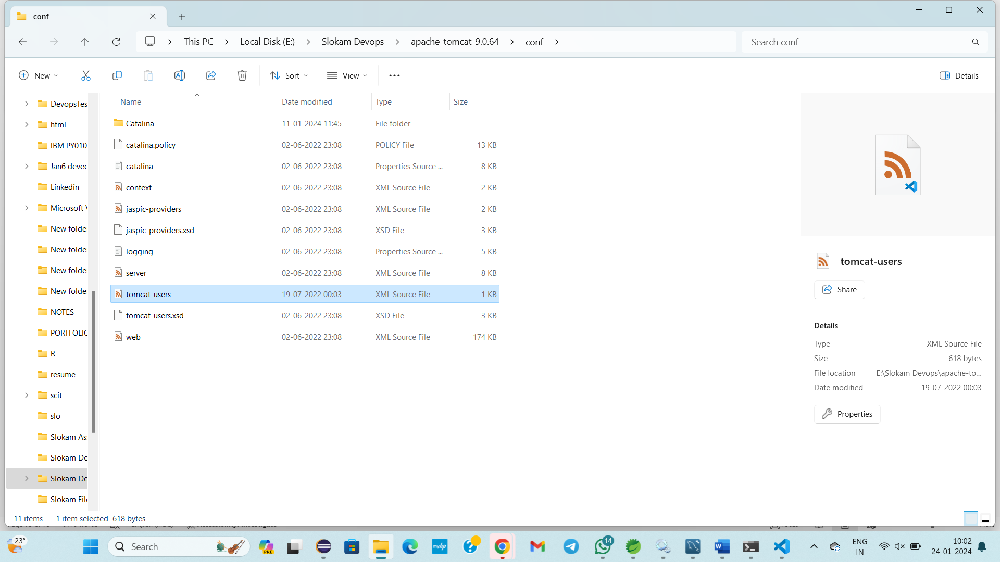 conf
This PC
Local Disk (E:)
Slokam Devops
apache-tomcat-9.0.64
conf
Search conf
New
Sort
View
Details
DevopsTes
html
IBM PY010
Jan6 devec
Linkedin
Microsoft V
New folder
New folder
New folder
New folder
NOTES
PORTFOLIO
R
resume
scit
slo
Slokam Ass
Slokam De
Slokam De
Slokam File
Name Date modified Type Size
Catalina 11-01-2024 11:45 File folder
catalina.policy 02-06-2022 23:08 POLICY File 13 KB
catalina 02-06-2022 23:08 Properties Source ... 8 KB
context 02-06-2022 23:08 XML Source File 2 KB
jaspic-providers 02-06-2022 23:08 XML Source File 2 KB
jaspic-providers.xsd 02-06-2022 23:08 XSD File 3 KB
logging 02-06-2022 23:08 Properties Source ... 5 KB
server 02-06-2022 23:08 XML Source File 8 KB
tomcat-users 19-07-2022 00:03 XML Source File 1 KB
tomcat-users.xsd 02-06-2022 23:08 XSD File 3 KB
web 02-06-2022 23:08 XML Source File 174 KB
tomcat-users
Share
Details
Type XML Source File
Size 618 bytes
File location E:\Slokam Devops\apache-to...
Date modified 19-07-2022 00:03
Properties
11 items 1 item selected 618 bytes
23°
Search
PRE
myhp
14
ENG
IN
10:02
24-01-2024